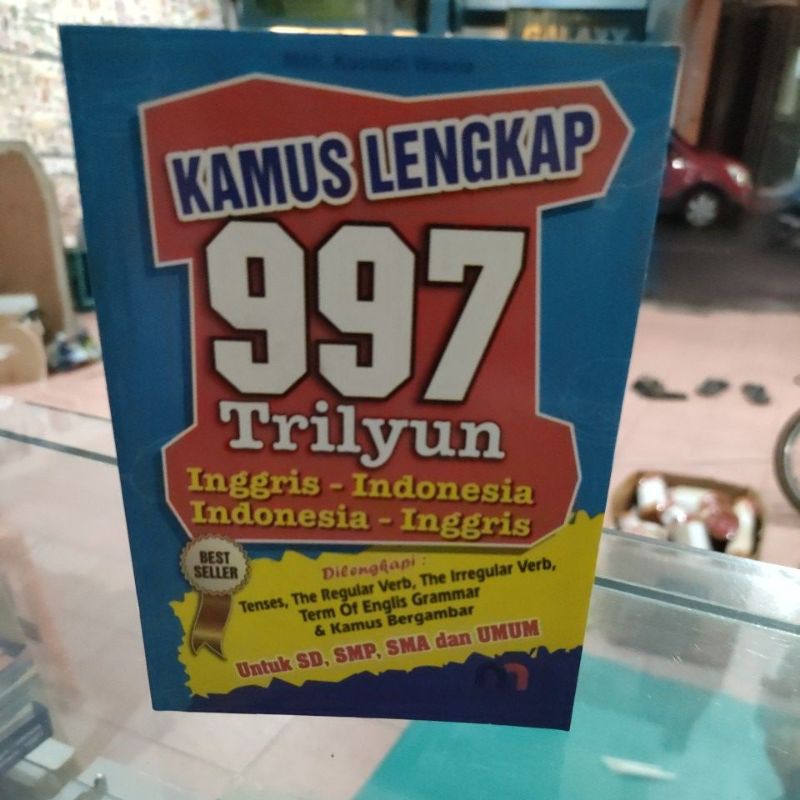 GALAXY
KAMUS LENGKAP
997
Trilyun
Inggris - Indonesia
Indonesia - Inggris
BEST
SELLER
Dilengkapi :
Tenses, The Regular Verb, The Irregular Verb,
Term Of Englis Grammar
& Kamus Bergambar
Untuk SD, SMP, SMA dan UMUM